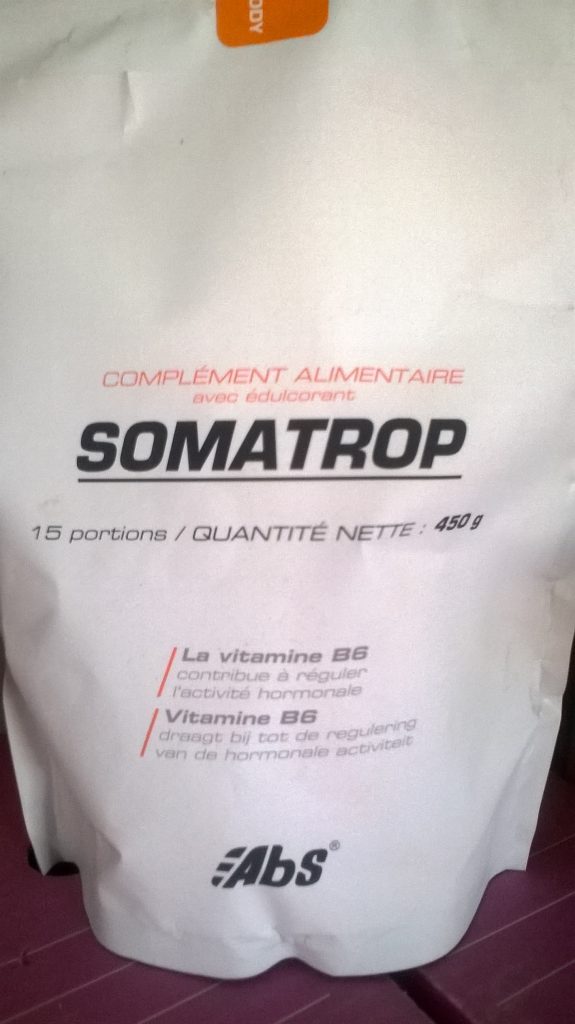 ODY
COMPLÉMENT ALIMENTAIRE
avec édulcorant
SOMATROP
15 portions / QUANTITÉ NETTE : 450 g
La vitamine B6
contribue à réguler
l'activité hormonale
Vitamine B6
draagt bij tot de regulering
van de hormonale activiteit
Abs®